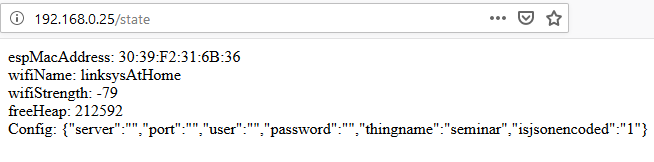 192.168.0.25/state
espMacAddress: 30:39:F2:31:6B:36
wifiName: linksysAtHome
wifiStrength: -79
freeHeap: 212592
Config: {"server":"","port":"","user":"","password":"","thingname":"seminar","isjsonencoded":"1"}